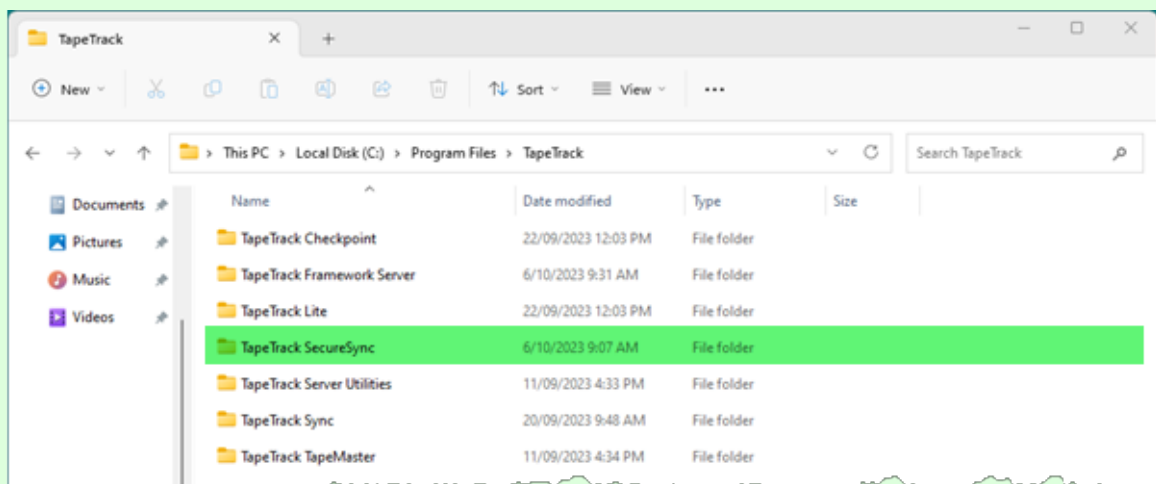 TapeTrack
New Sort View
This PC > Local Disk (C:) > Program Files > TapeTrack Search TapeTrack
Documents Name Date modified Type Size
Pictures TapeTrack Checkpoint 22/09/2023 12:03 PM File folder
TapeTrack Framework Server 6/10/2023 9:31 AM File folder
Music TapeTrack Lite 22/09/2023 12:03 PM File folder
Videos TapeTrack SecureSync 6/10/2023 9:07 AM File folder
TapeTrack Server Utilities 11/09/2023 4:33 PM File folder
TapeTrack Sync 20/09/2023 9:48 AM File folder
TapeTrack TapeMaster 11/09/2023 4:34 PM File folder